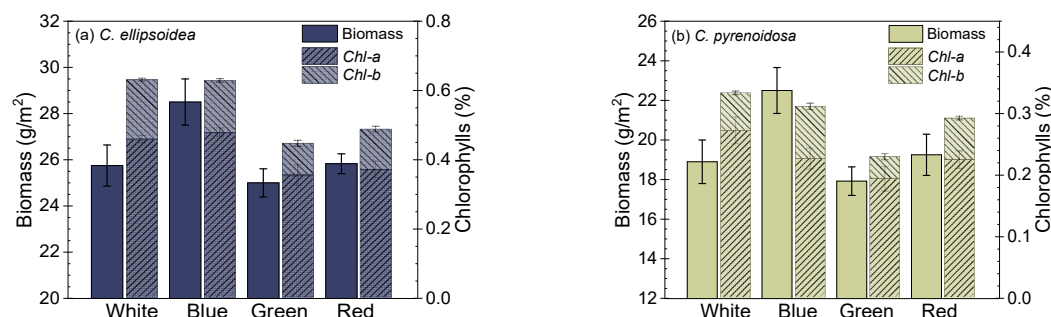 (a) C. ellipsoidea
Biomass
Chl-a
Chl-b
Biomass (g/m²)
32
30
28
26
24
22
20
Chlorophylls (%)
0.8
0.6
0.4
0.2
0.0
White Blue Green Red
(b) C. pyrenoidosa
Biomass
Chl-a
Chl-b
Biomass (g/m²)
26
24
22
20
18
16
14
12
Chlorophylls (%)
0.4
0.3
0.2
0.1
0.0
White Blue Green Red